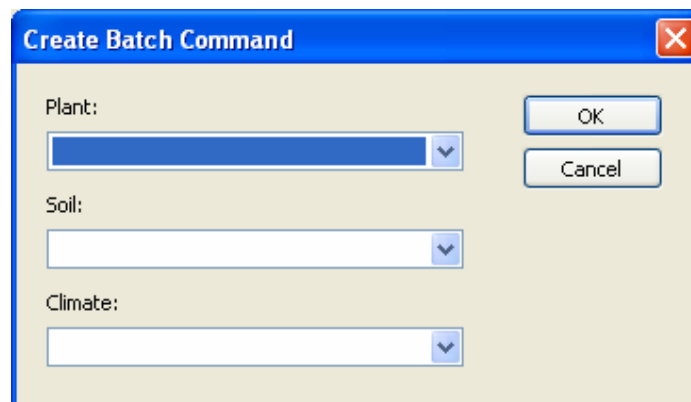 Create Batch Command
Plant:
OK
Cancel
Soil:
Climate: